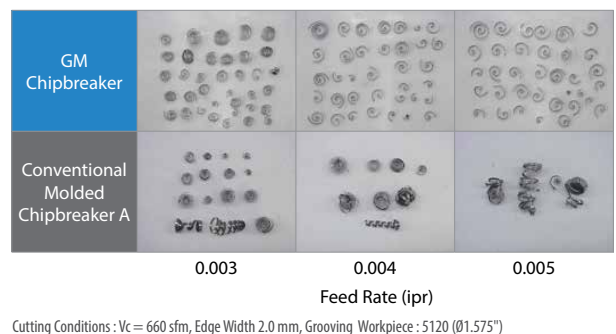 GM
Chipbreaker
Conventional
Molded
Chipbreaker A
0.003
0.004
0.005
Feed Rate (ipr)
Cutting Conditions : Vc = 660 sfm, Edge Width 2.0 mm, Grooving Workpiece : 5120 (Ø1.575")